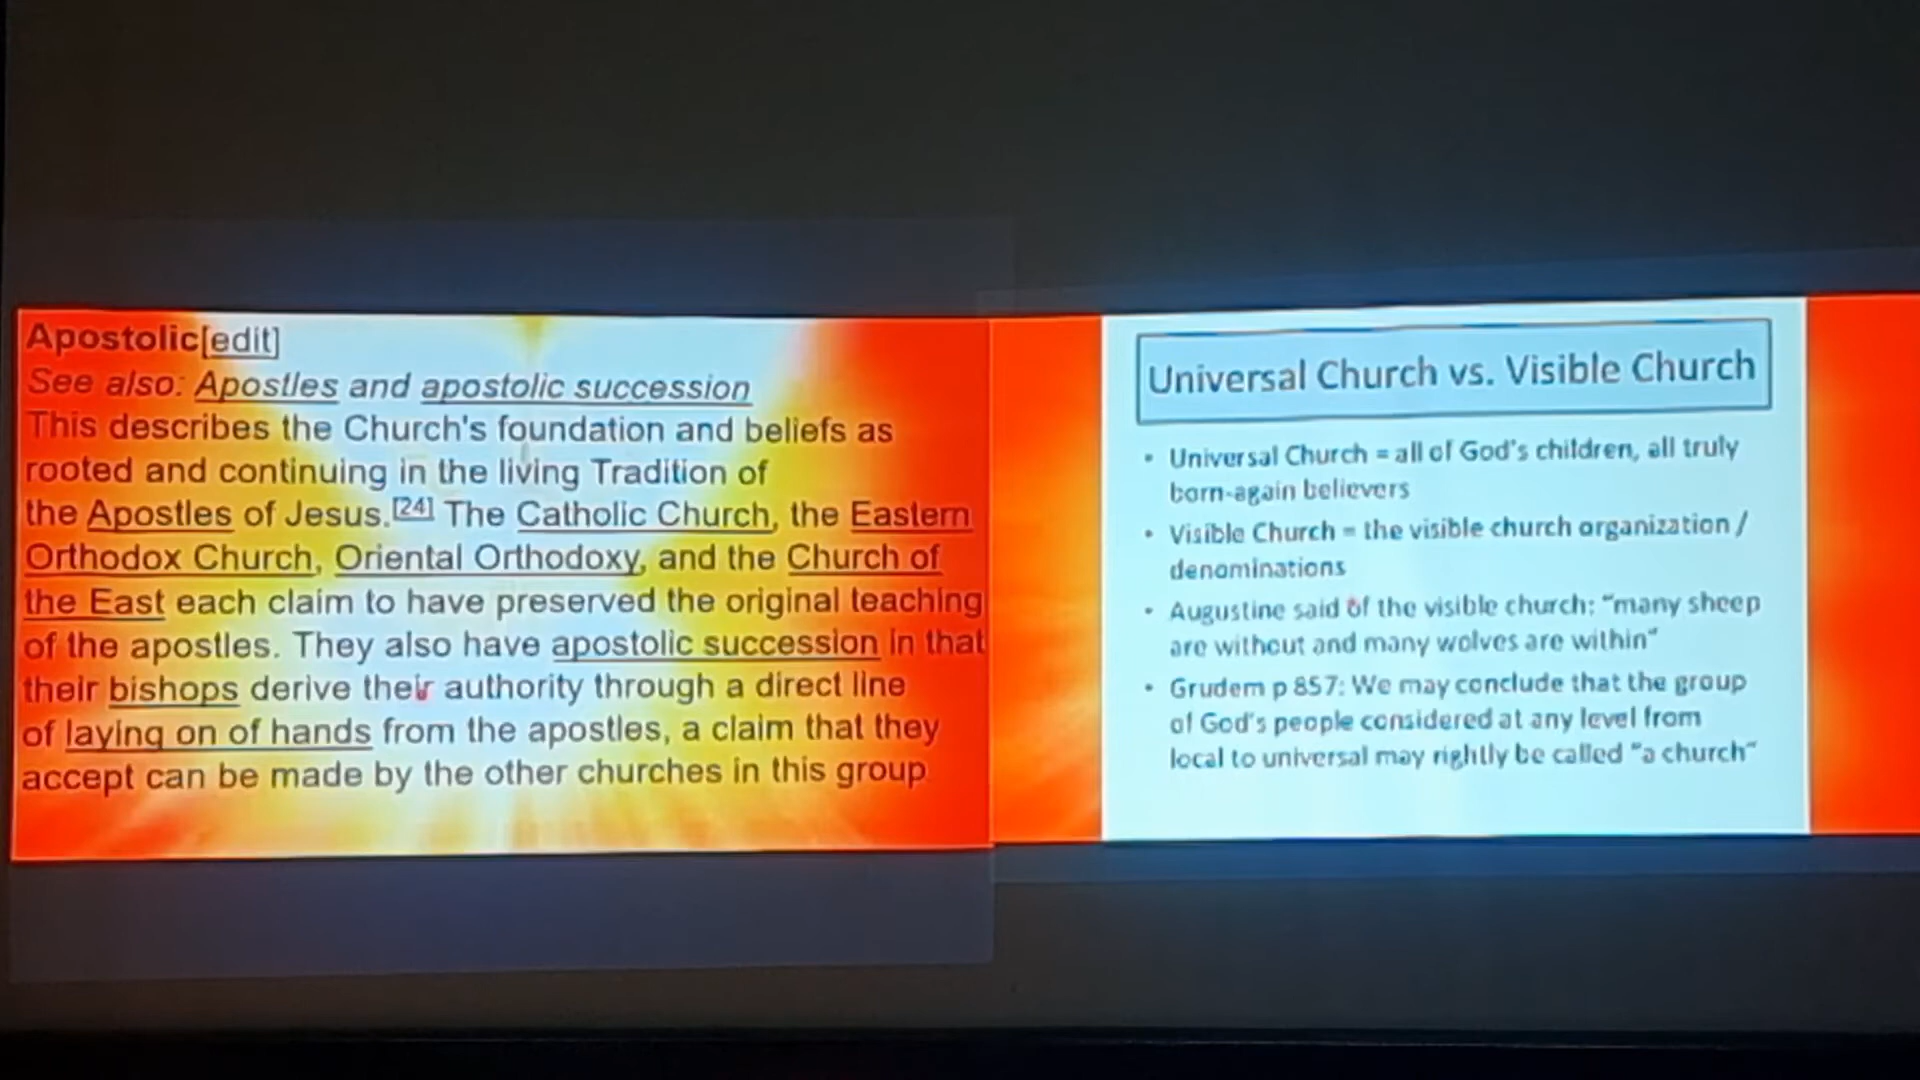 Apostolic[edit]
See also: Apostles and apostolic succession
This describes the Church's foundation and beliefs as
rooted and continuing in the living Tradition of
the Apostles of Jesus.[24] The Catholic Church, the Eastern
Orthodox Church, Oriental Orthodoxy, and the Church of
the East each claim to have preserved the original teaching
of the apostles. They also have apostolic succession in that
their bishops derive their authority through a direct line
of laying on of hands from the apostles, a claim that they
accept can be made by the other churches in this group
Universal Church vs. Visible Church
• Universal Church = all of God's children, all truly
born-again believers
• Visible Church = the visible church organization /
denominations
• Augustine said of the visible church: "many sheep
are without and many wolves are within"
• Grudem p 857: We may conclude that the group
of God's people considered at any level from
local to universal may rightly be called "a church"